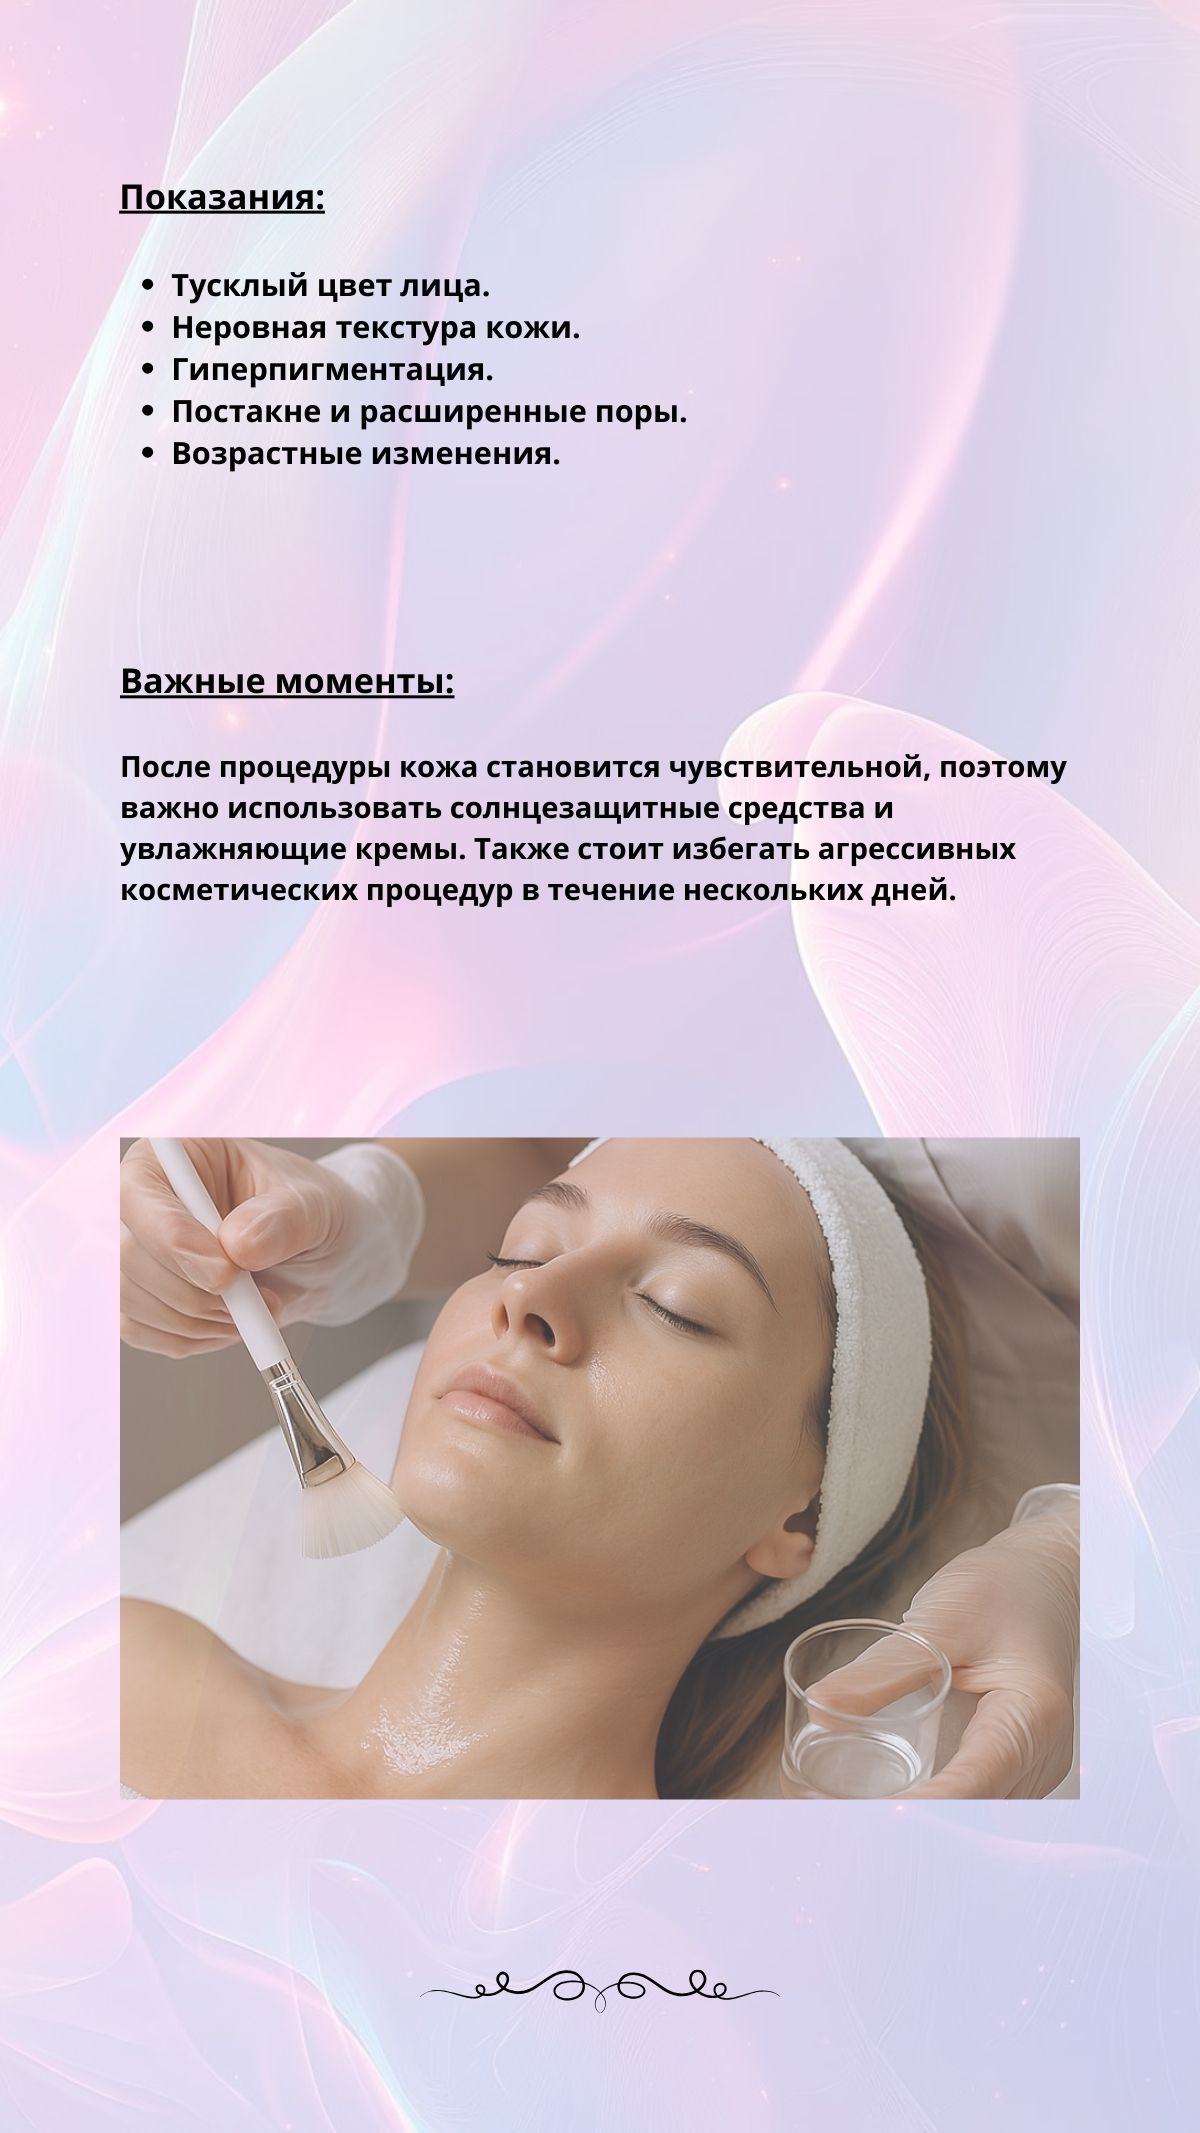 Показания:
Тусклый цвет лица.
Неровная текстура кожи.
Гиперпигментация.
Постакне и расширенные поры.
Возрастные изменения.
Важные моменты:
После процедуры кожа становится чувствительной, поэтому
важно использовать солнцезащитные средства и
увлажняющие кремы. Также стоит избегать агрессивных
косметических процедур в течение нескольких дней.